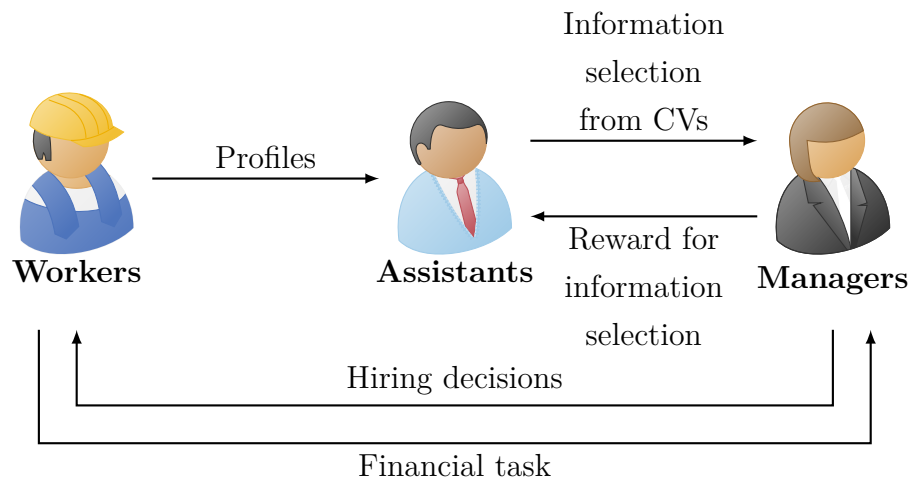 Information
selection
from CVs
Profiles
Reward for
information
selection
Workers
Assistants
Managers
Hiring decisions
Financial task